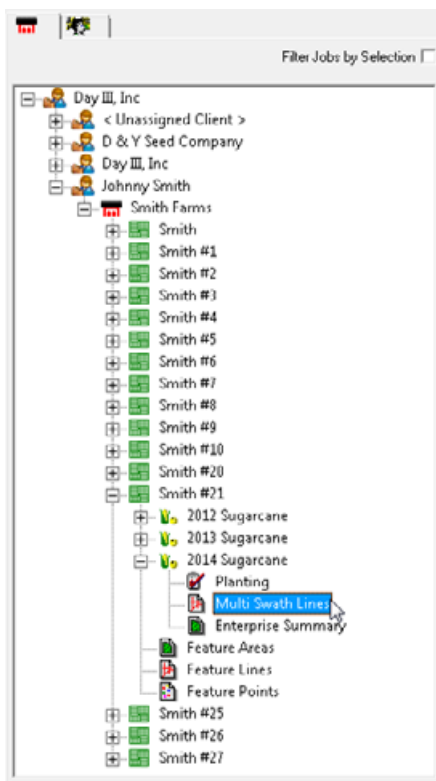 Filter Jobs by Selection
Day III, Inc
< Unassigned Client >
D & Y Seed Company
Day III, Inc
Johnny Smith
Smith Farms
Smith
Smith #1
Smith #2
Smith #3
Smith #4
Smith #5
Smith #6
Smith #7
Smith #8
Smith #9
Smith #10
Smith #20
Smith #21
2012 Sugarcane
2013 Sugarcane
2014 Sugarcane
Planting
Multi Swath Lines
Enterprise Summary
Feature Areas
Feature Lines
Feature Points
Smith #25
Smith #26
Smith #27